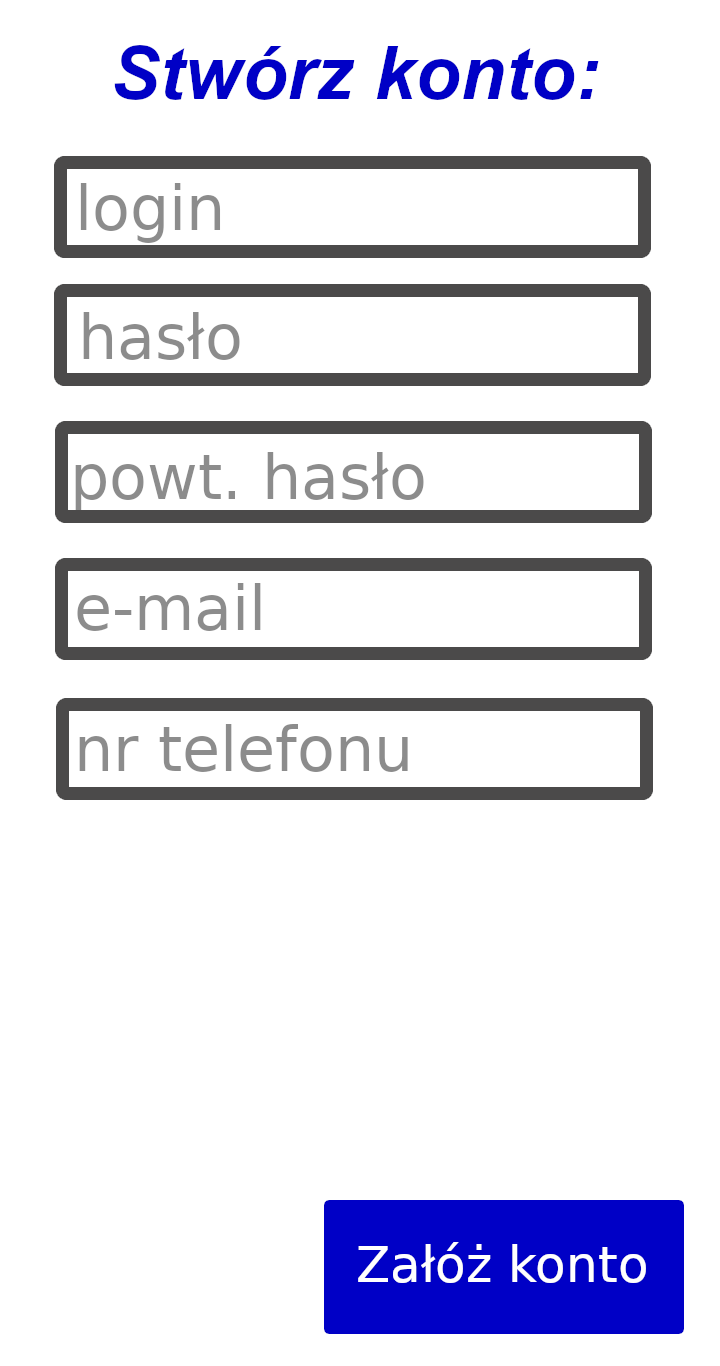 Stwórz konto:
login
hasło
powt. hasło
e-mail
nr telefonu
Załóż konto